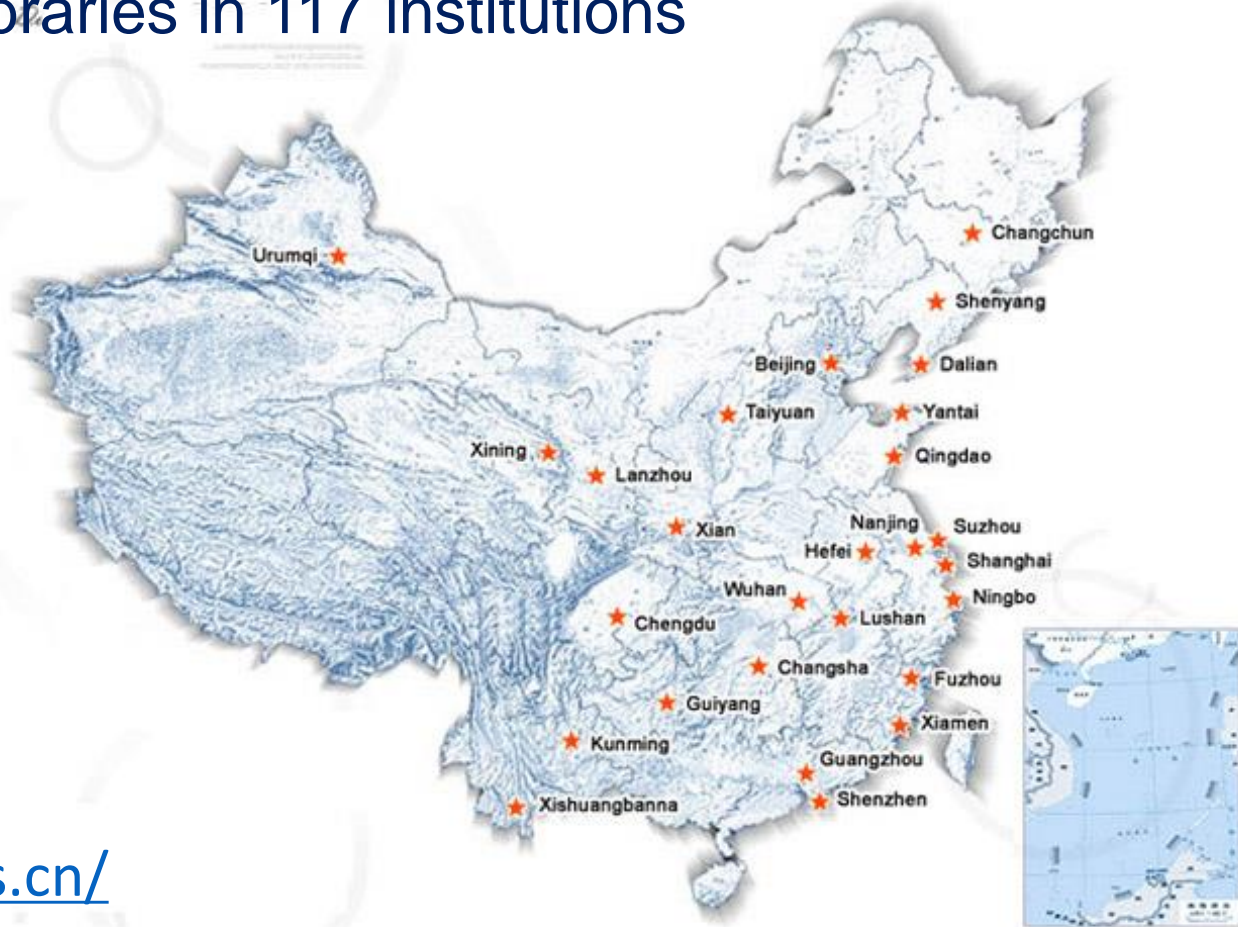 braries in 117 institutions
Changchun
Urumqi
Shenyang
Beijing
Dalian
Taiyuan
Yantai
Xining
Qingdao
Lanzhou
Nanjing
Suzhou
Xian
Hefei
Shanghai
Wuhan
Ningbo
Chengdu
Lushan
Changsha
Fuzhou
Guiyang
Xiamen
Kunming
Guangzhou
Shenzhen
Xishuangbanna
s.cn/